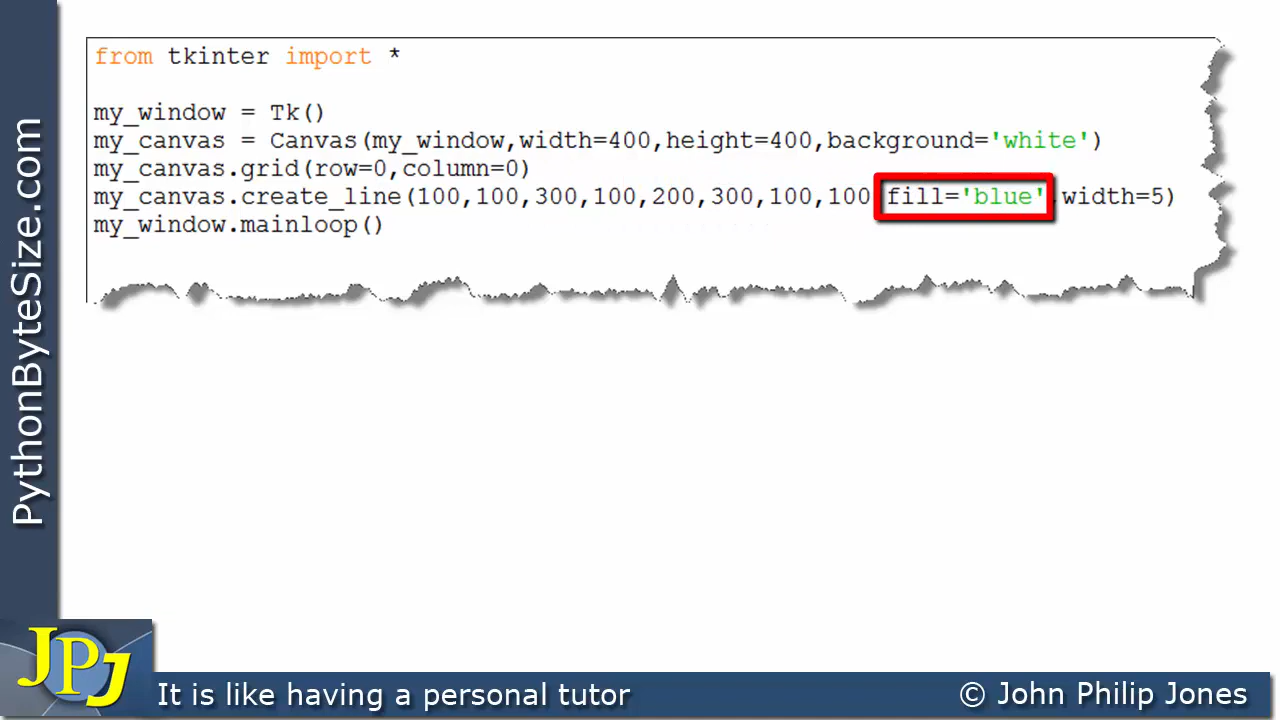 from tkinter import *
my_window = Tk()
my_canvas = Canvas(my_window,width=400,height=400,background='white')
my_canvas.grid(row=0,column=0)
my_canvas.create_line(100,100,300,100,200,300,100,100 fill='blue' width=5)
my_window.mainloop()
PythonByteSize.com
JPJ
It is like having a personal tutor
© John Philip Jones